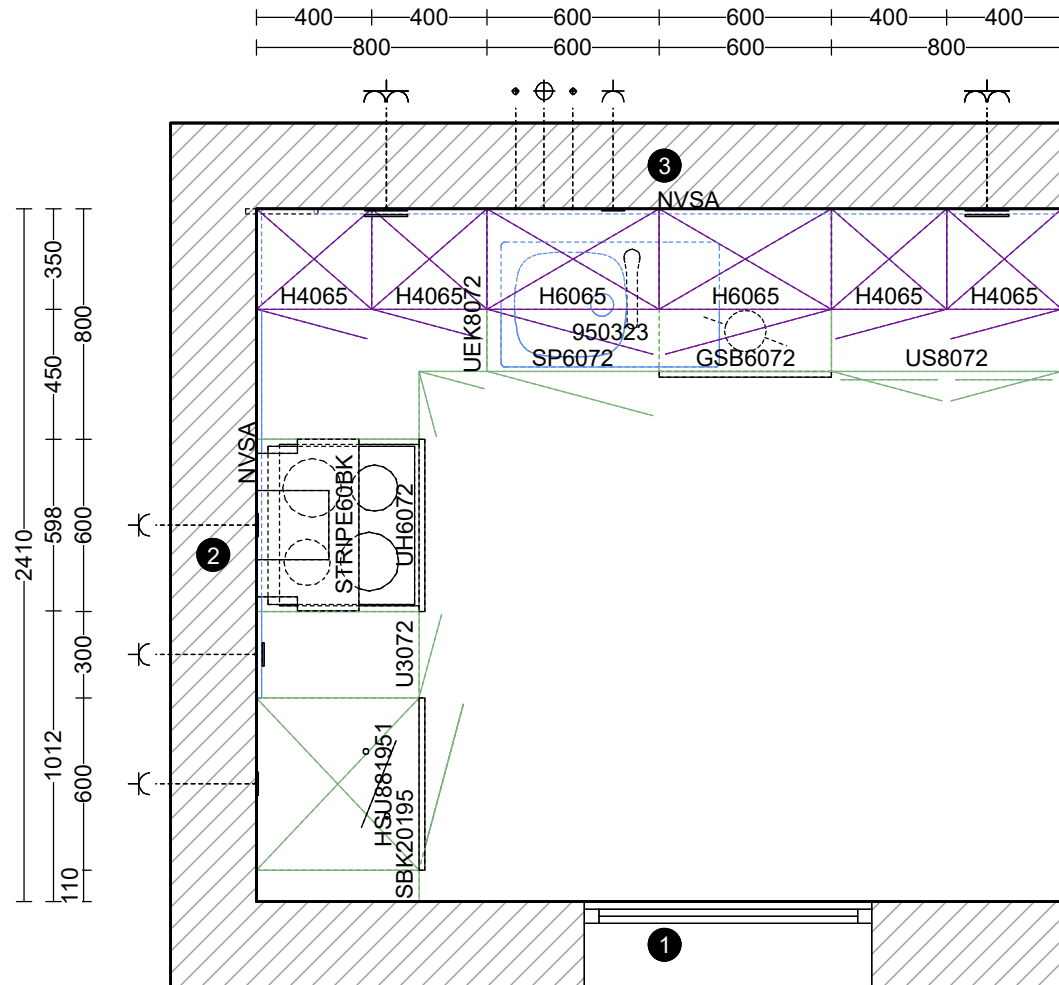 400 400 600 600 400 400
800 600 600 800
3
NVSA
H4065 H4065 H6065 H6065 H4065 H4065
UEK8072
950323
SP6072 GSB6072 US8072
350
800
450
NVSA
STRIPE60BK
UH6072
2410
598
600
2
300
U3072
1012
600
HSU881951
SBK20195
110
1